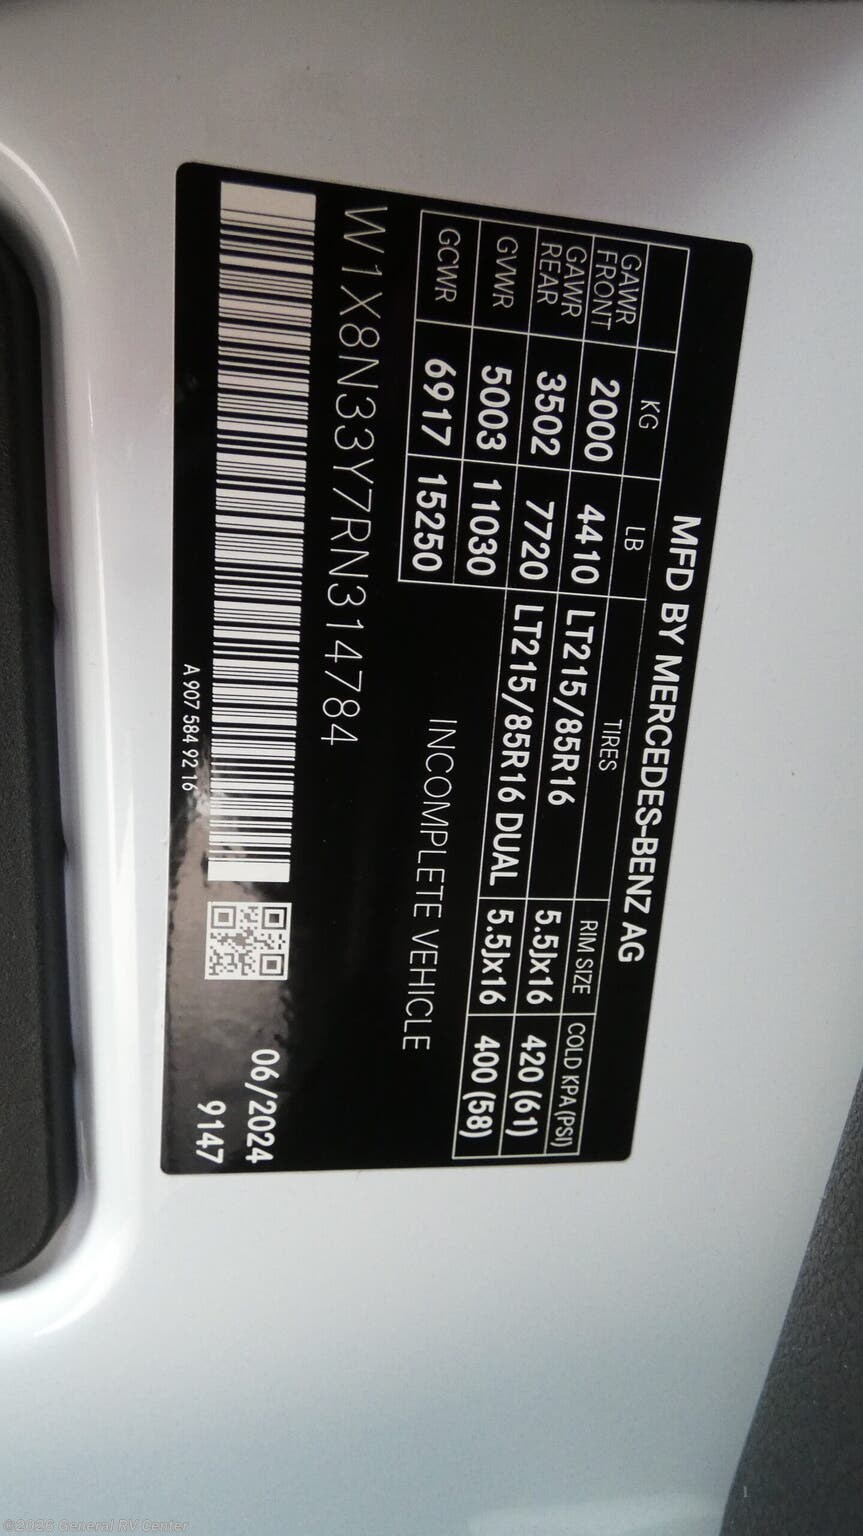 MFD BY MERCEDES-BENZ AG
KG LB TIRES RIM SIZE COLD KPA (PSI)
GAWR FRONT 2000 4410 LT215/85R16 5.5Jx16 420 (61)
GAWR REAR 3502 7720 LT215/85R16 DUAL 5.5Jx16 400 (58)
GVWR 5003 11030
GCWR 6917 15250
INCOMPLETE VEHICLE
W1X8N33Y7RN314784
06/2024
9147
A 907 584 92 16
©2026 General RV Center